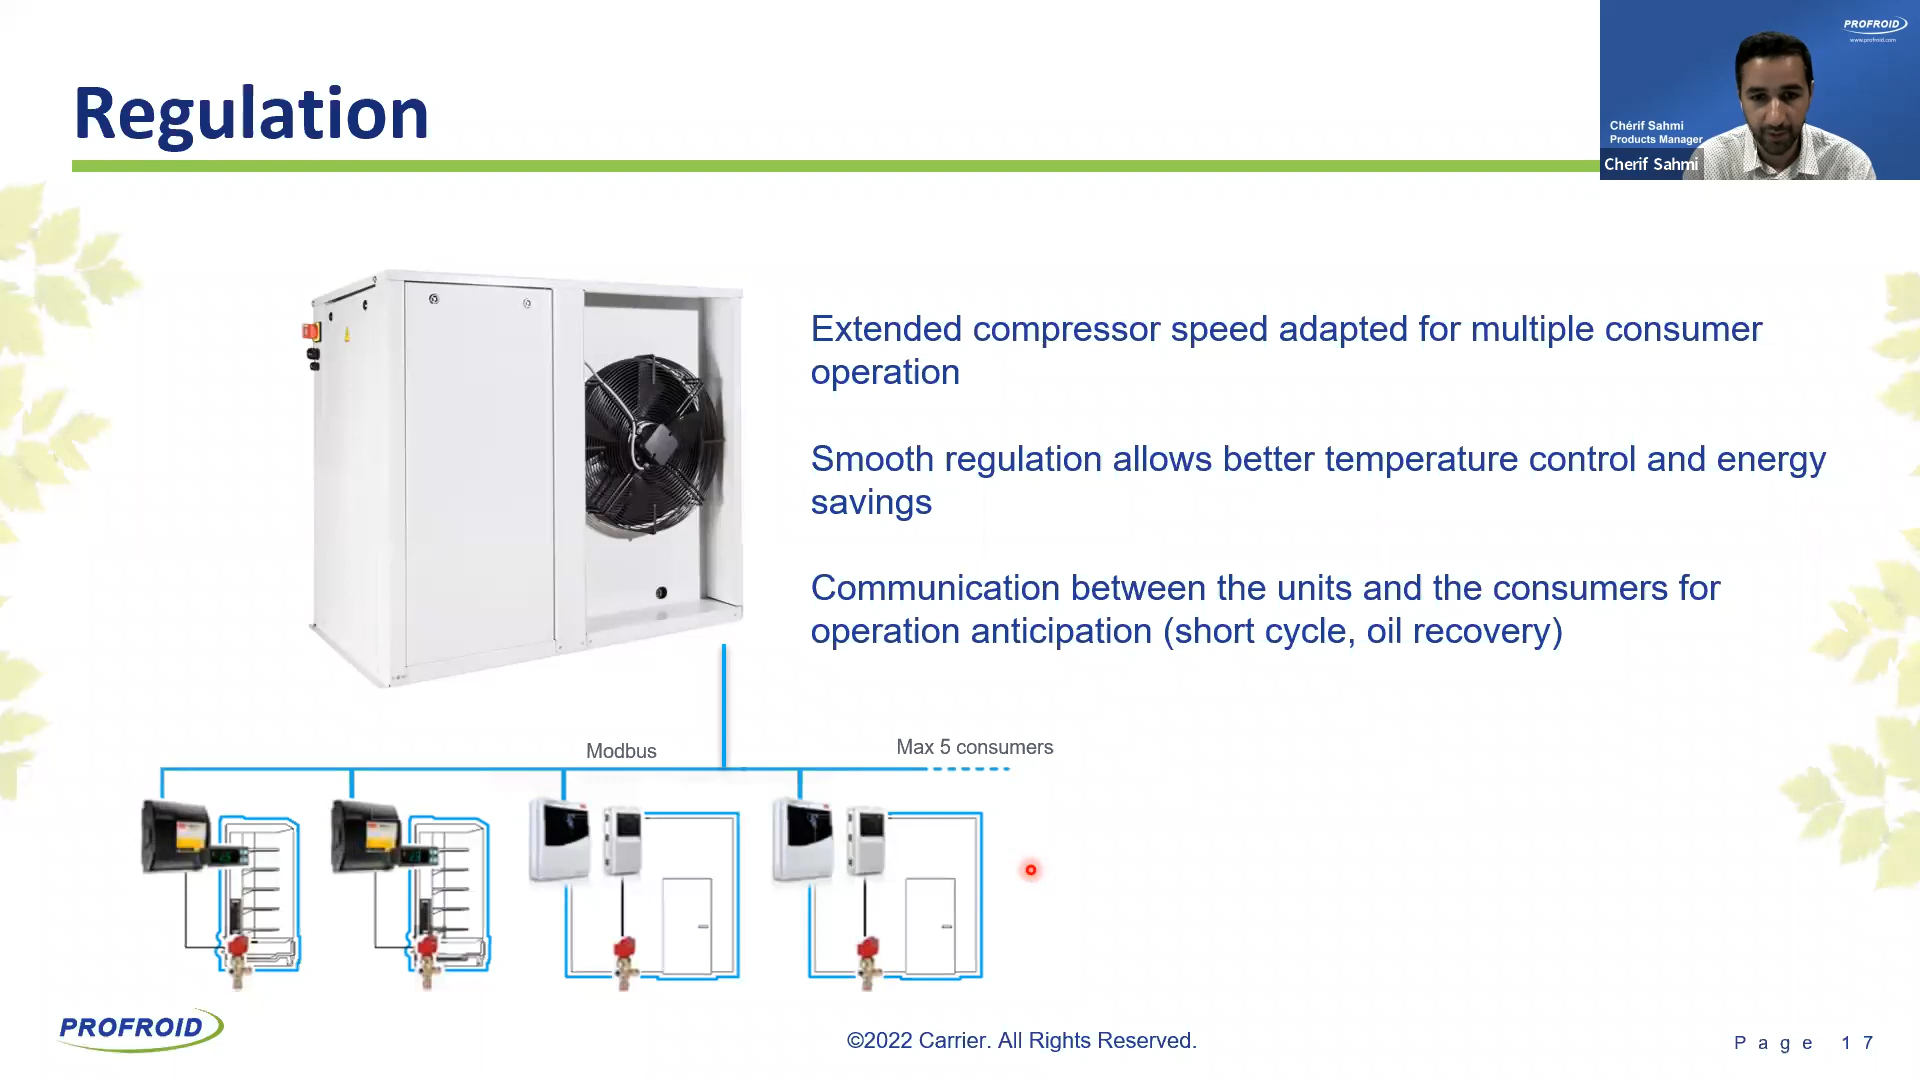 Regulation
PROFROID
www.profroid.com
Chérif Sahmi
Products Manager
Cherif Sahmi
Extended compressor speed adapted for multiple consumer
operation
Smooth regulation allows better temperature control and energy
savings
Communication between the units and the consumers for
operation anticipation (short cycle, oil recovery)
Modbus
Max 5 consumers
PROFROID
©2022 Carrier. All Rights Reserved.
Page 17